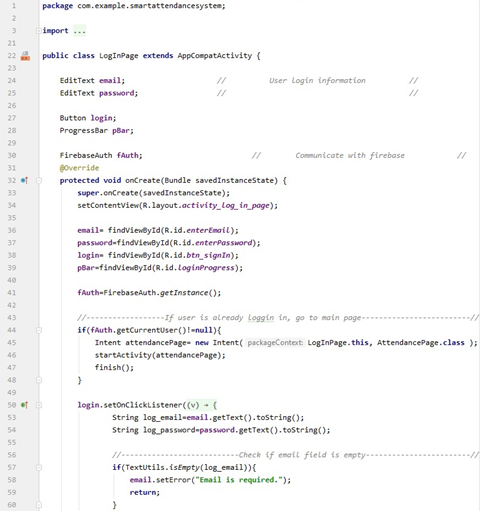 1 package com.example.smartattendancesystem;
2
3 import ...
21
22 public class LogInPage extends AppCompatActivity {
23
24 EditText email; // User login information //
25 EditText password; // //
26
27 Button login;
28 ProgressBar pBar;
29
30 FirebaseAuth fAuth; // Communicate with firebase //
31 @Override
32 protected void onCreate(Bundle savedInstanceState) {
33 super.onCreate(savedInstanceState);
34 setContentView(R.layout.activity_log_in_page);
35
36 email= findViewById(R.id.enterEmail);
37 password=findViewById(R.id.enterPassword);
38 login= findViewById(R.id.btn_signIn);
39 pBar=findViewById(R.id.loginProgress);
40
41 fAuth=FirebaseAuth.getInstance();
42
43 //------------------If user is already loggin in, go to main page-------------------------//
44 if(fAuth.getCurrentUser()!=null){
45 Intent attendancePage= new Intent( packageContext: LogInPage.this, AttendancePage.class );
46 startActivity(attendancePage);
47 finish();
48 }
49
50 login.setOnClickListener((v) → {
53 String log_email=email.getText().toString();
54 String log_password=password.getText().toString();
55
56 //---------------------------Check if email field is empty------------------------//
57 if(TextUtils.isEmpty(log_email)){
58 email.setError("Email is required.");
59 return;
60 }